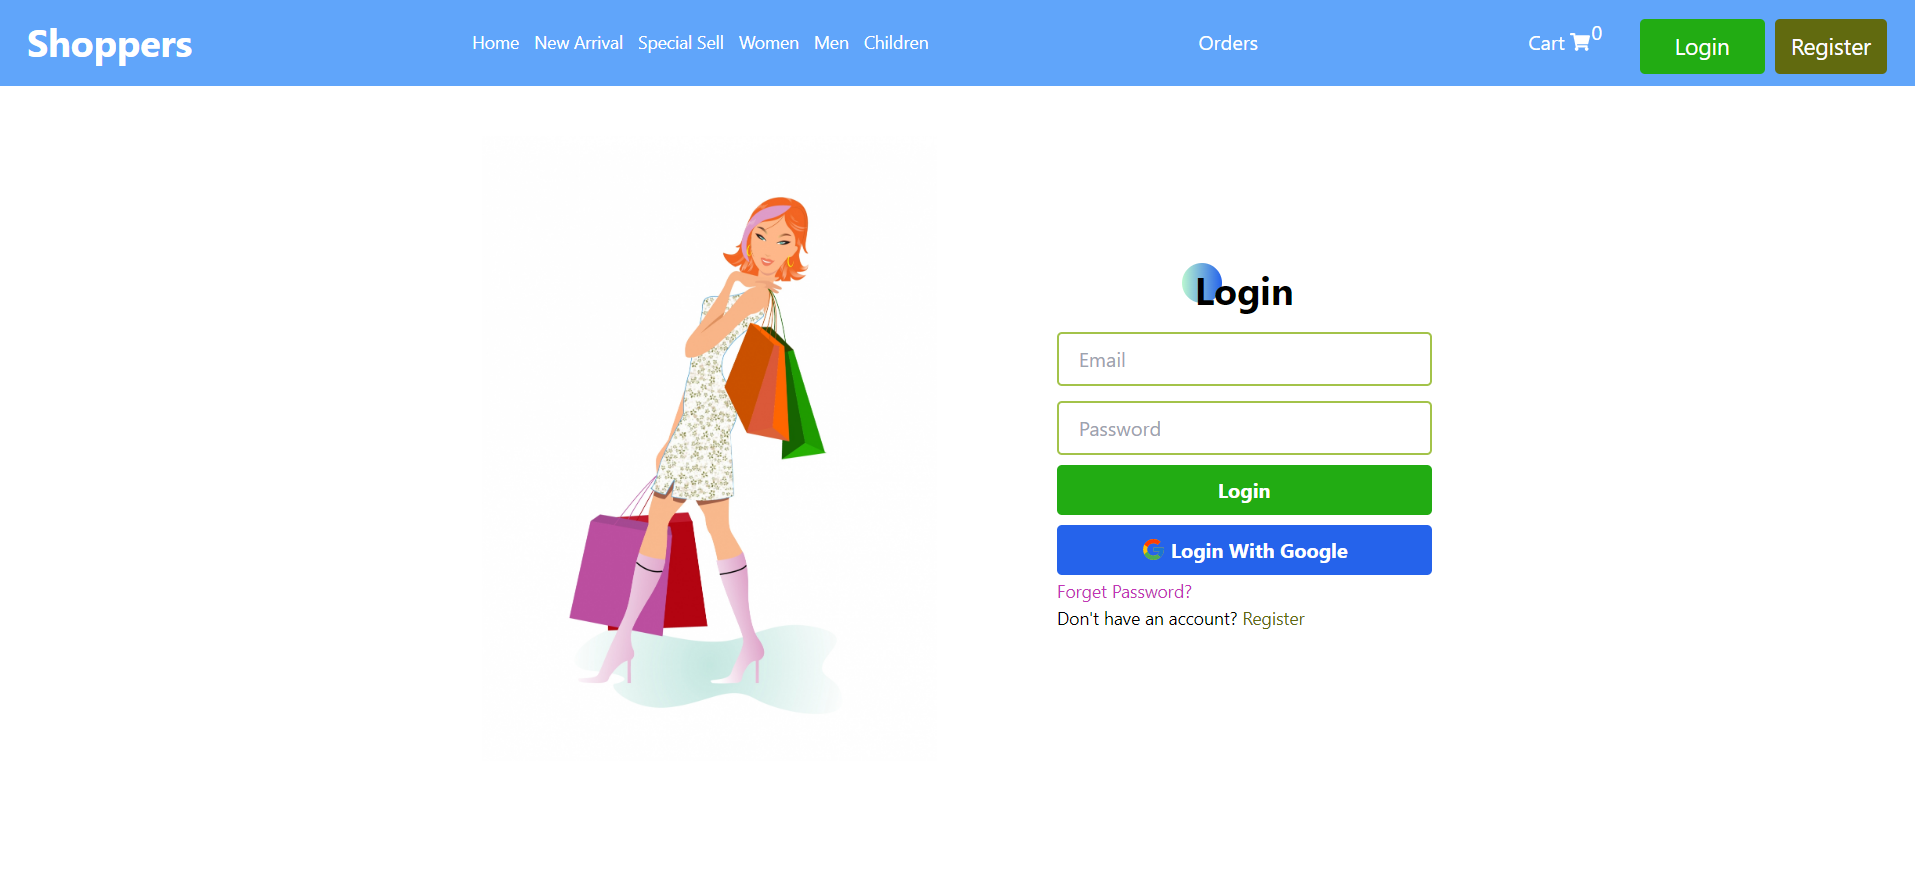 Shoppers
Home New Arrival Special Sell Women Men Children
Orders
Cart 0
Login
Register
Login
Email
Password
Login
Login With Google
Forget Password?
Don't have an account? Register